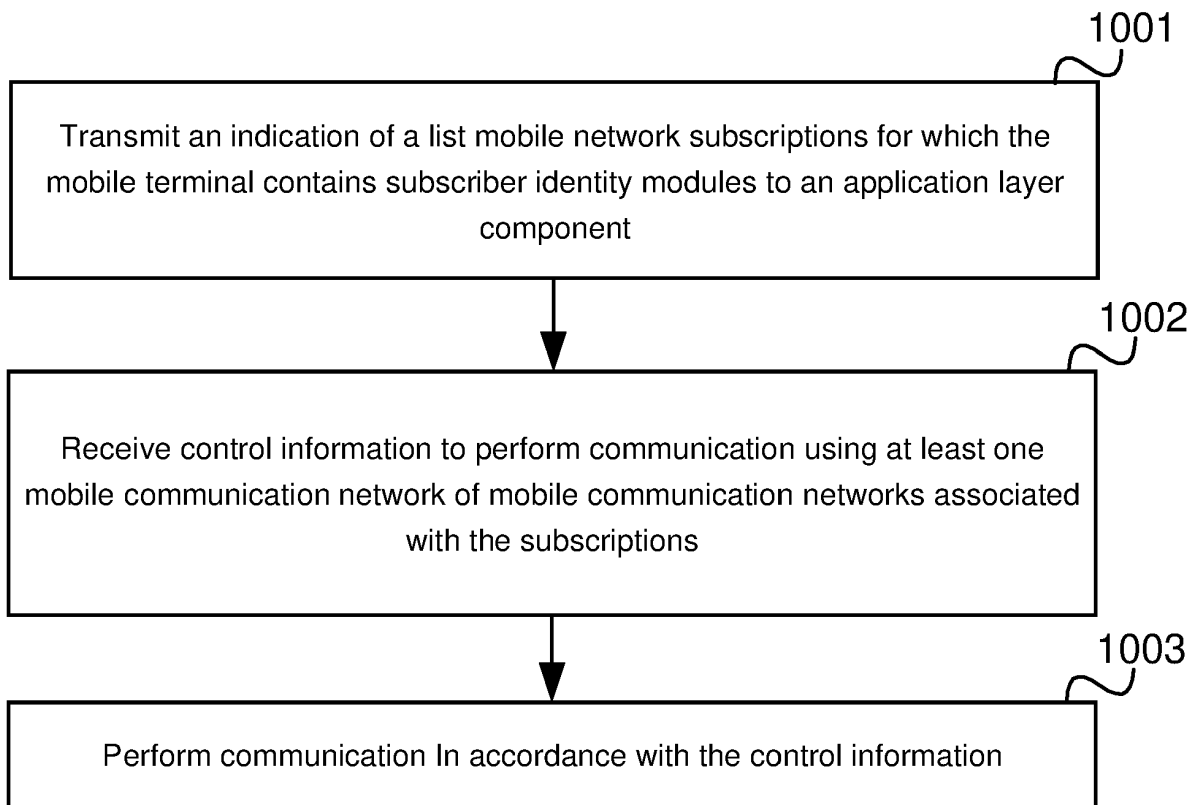 1001
Transmit an indication of a list mobile network subscriptions for which the
mobile terminal contains subscriber identity modules to an application layer
component
1002
Receive control information to perform communication using at least one
mobile communication network of mobile communication networks associated
with the subscriptions
1003
Perform communication In accordance with the control information